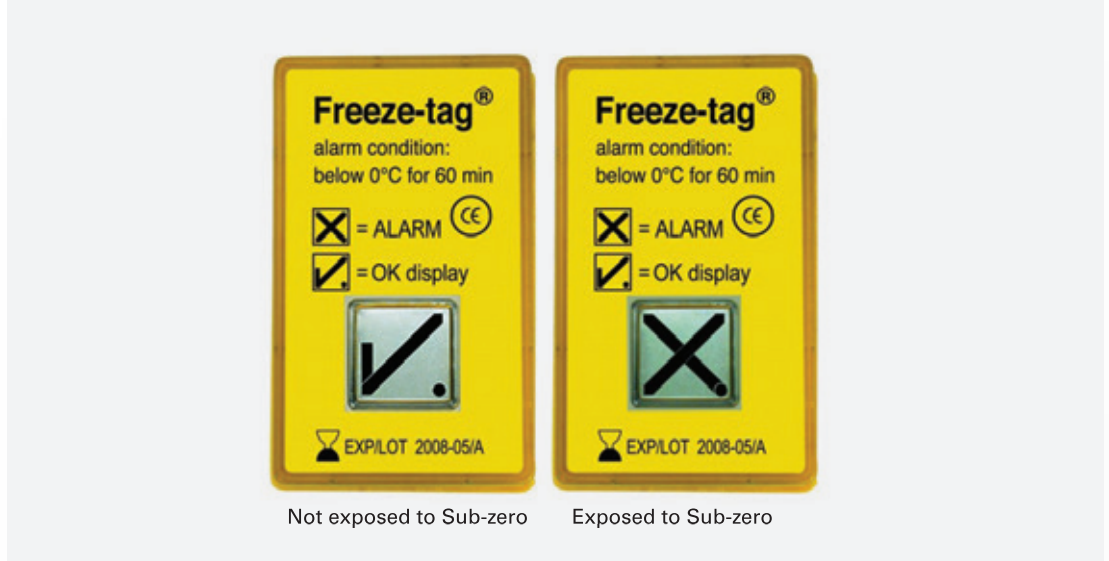 Freeze-tag®
alarm condition:
below 0°C for 60 min
= ALARM CE
= OK display
EXP/LOT 2008-05/A
Not exposed to Sub-zero
Freeze-tag®
alarm condition:
below 0°C for 60 min
= ALARM CE
= OK display
EXP/LOT 2008-05/A
Exposed to Sub-zero